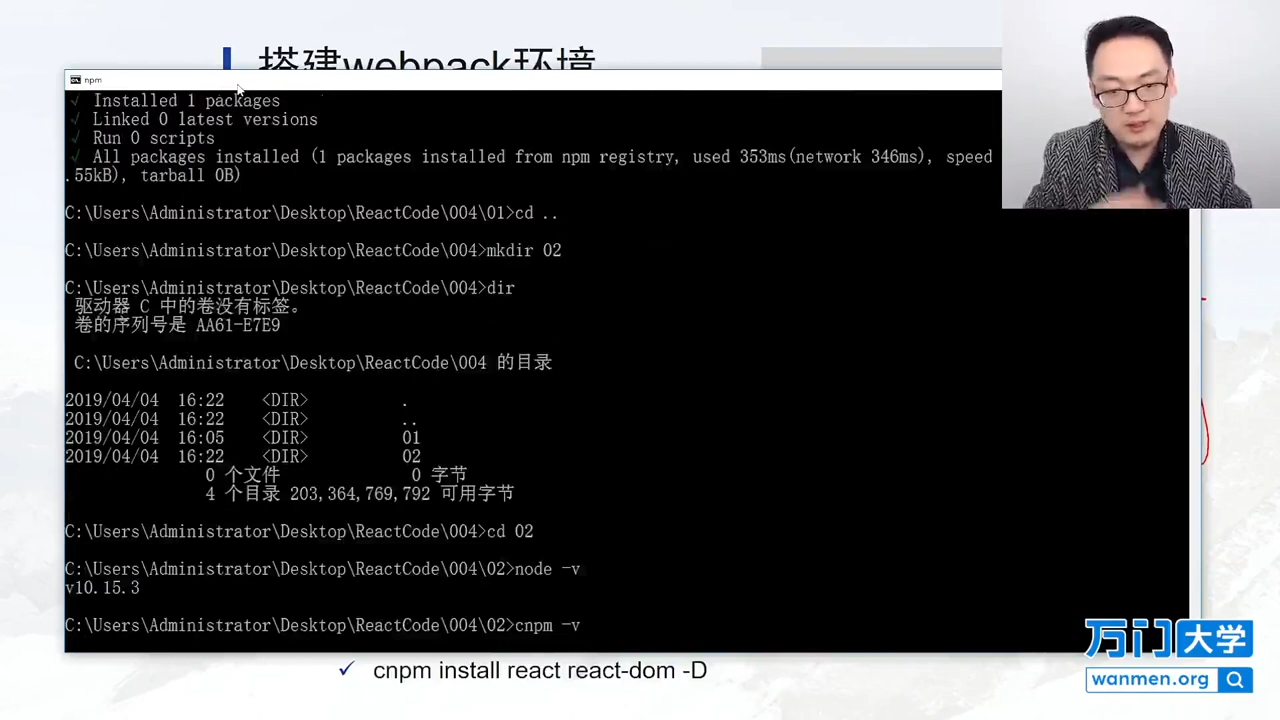 搭建webpack环境
npm
√ Installed 1 packages
√ Linked 0 latest versions
√ Run 0 scripts
√ All packages installed (1 packages installed from npm registry, used 353ms(network 346ms), speed
.55kB), tarball 0B)
C:\Users\Administrator\Desktop\ReactCode\004\01>cd ..
C:\Users\Administrator\Desktop\ReactCode\004>mkdir 02
C:\Users\Administrator\Desktop\ReactCode\004>dir
驱动器 C 中的卷没有标签。
卷的序列号是 AA61-E7E9
C:\Users\Administrator\Desktop\ReactCode\004 的目录
2019/04/04 16:22 <DIR> .
2019/04/04 16:22 <DIR> ..
2019/04/04 16:05 <DIR> 01
2019/04/04 16:22 <DIR> 02
0 个文件 0 字节
4 个目录 203,364,769,792 可用字节
C:\Users\Administrator\Desktop\ReactCode\004>cd 02
C:\Users\Administrator\Desktop\ReactCode\004\02>node -v
v10.15.3
C:\Users\Administrator\Desktop\ReactCode\004\02>cnpm -v
✓ cnpm install react react-dom -D
万门大学
wanmen.org